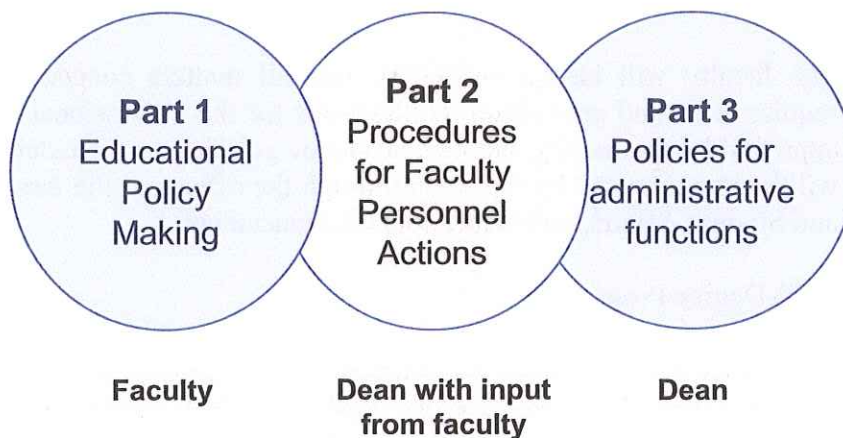 Part 1
Educational
Policy
Making
Part 2
Procedures
for Faculty
Personnel
Actions
Part 3
Policies for
administrative
functions
Faculty
Dean with input
from faculty
Dean